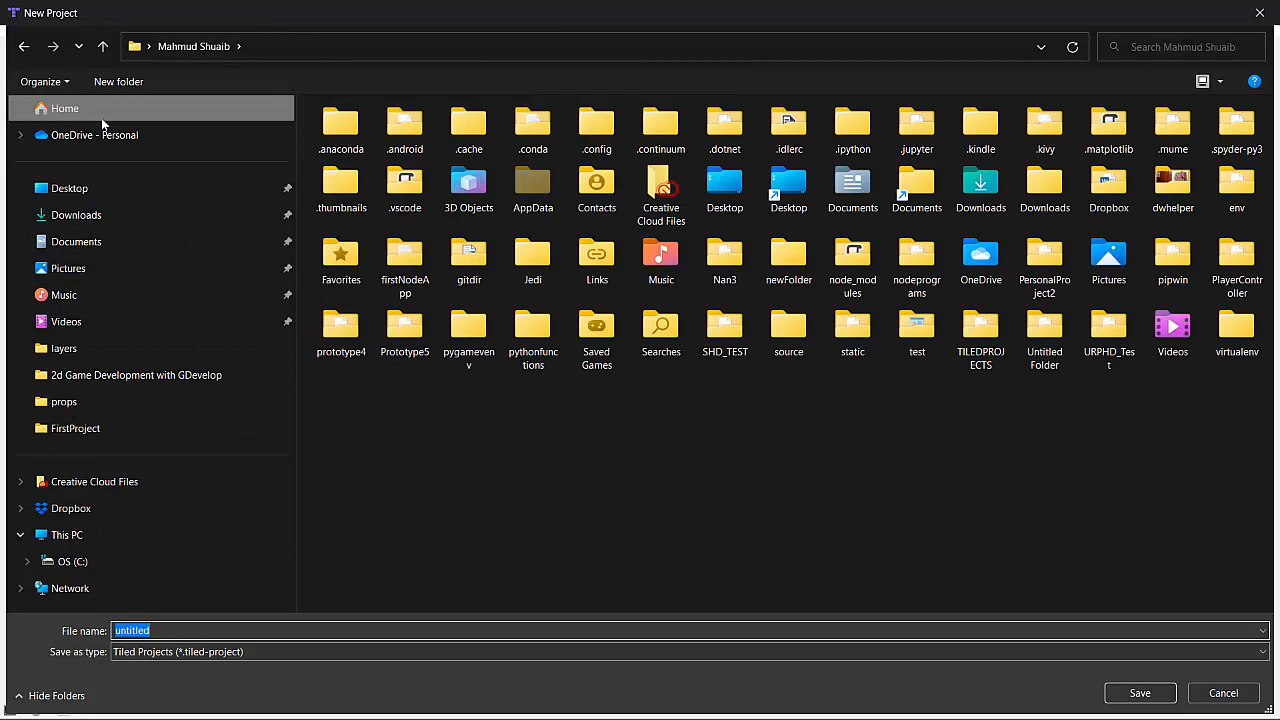 New Project
Mahmud Shuaib
Search Mahmud Shuaib
Organize
New folder
Home
OneDrive - Personal
Desktop
Downloads
Documents
Pictures
Music
Videos
layers
2d Game Development with GDevelop
props
FirstProject
Creative Cloud Files
Dropbox
This PC
OS (C:)
Network
.anaconda
.android
.cache
.conda
.config
.continuum
.dotnet
.idlerc
.ipython
.jupyter
.kindle
.kivy
.matplotlib
.mume
.spyder-py3
.thumbnails
.vscode
3D Objects
AppData
Contacts
Creative
Cloud Files
Desktop
Desktop
Documents
Documents
Downloads
Downloads
Dropbox
dwhelper
env
Favorites
firstNodeA
pp
gitdir
Jedi
Links
Music
Nan3
newFolder
node_mod
ules
nodeprogr
ams
OneDrive
PersonalPro
ject2
Pictures
pipwin
PlayerContr
oller
prototype4
Prototype5
pygameven
v
pythonfunc
tions
Saved
Games
Searches
SHD_TEST
source
static
test
TILEDPROJ
ECTS
Untitled
Folder
URPHD_Tes
t
Videos
virtualenv
File name:
untitled
Save as type:
Tiled Projects (*.tiled-project)
Hide Folders
Save
Cancel